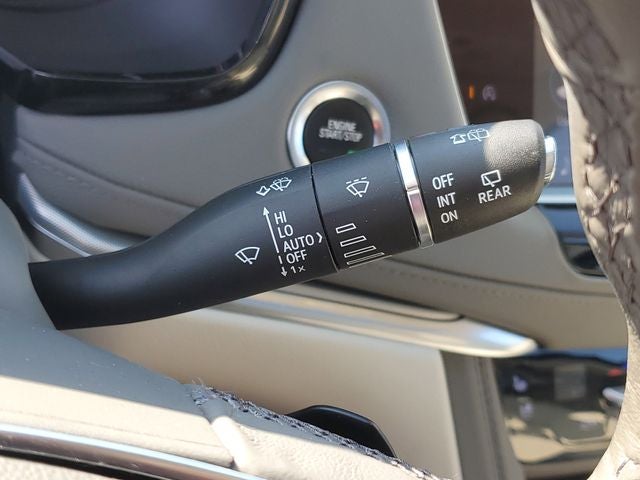 ENGINE
START/STOP
HI
LO
AUTO
OFF
1x
OFF
INT
ON
REAR